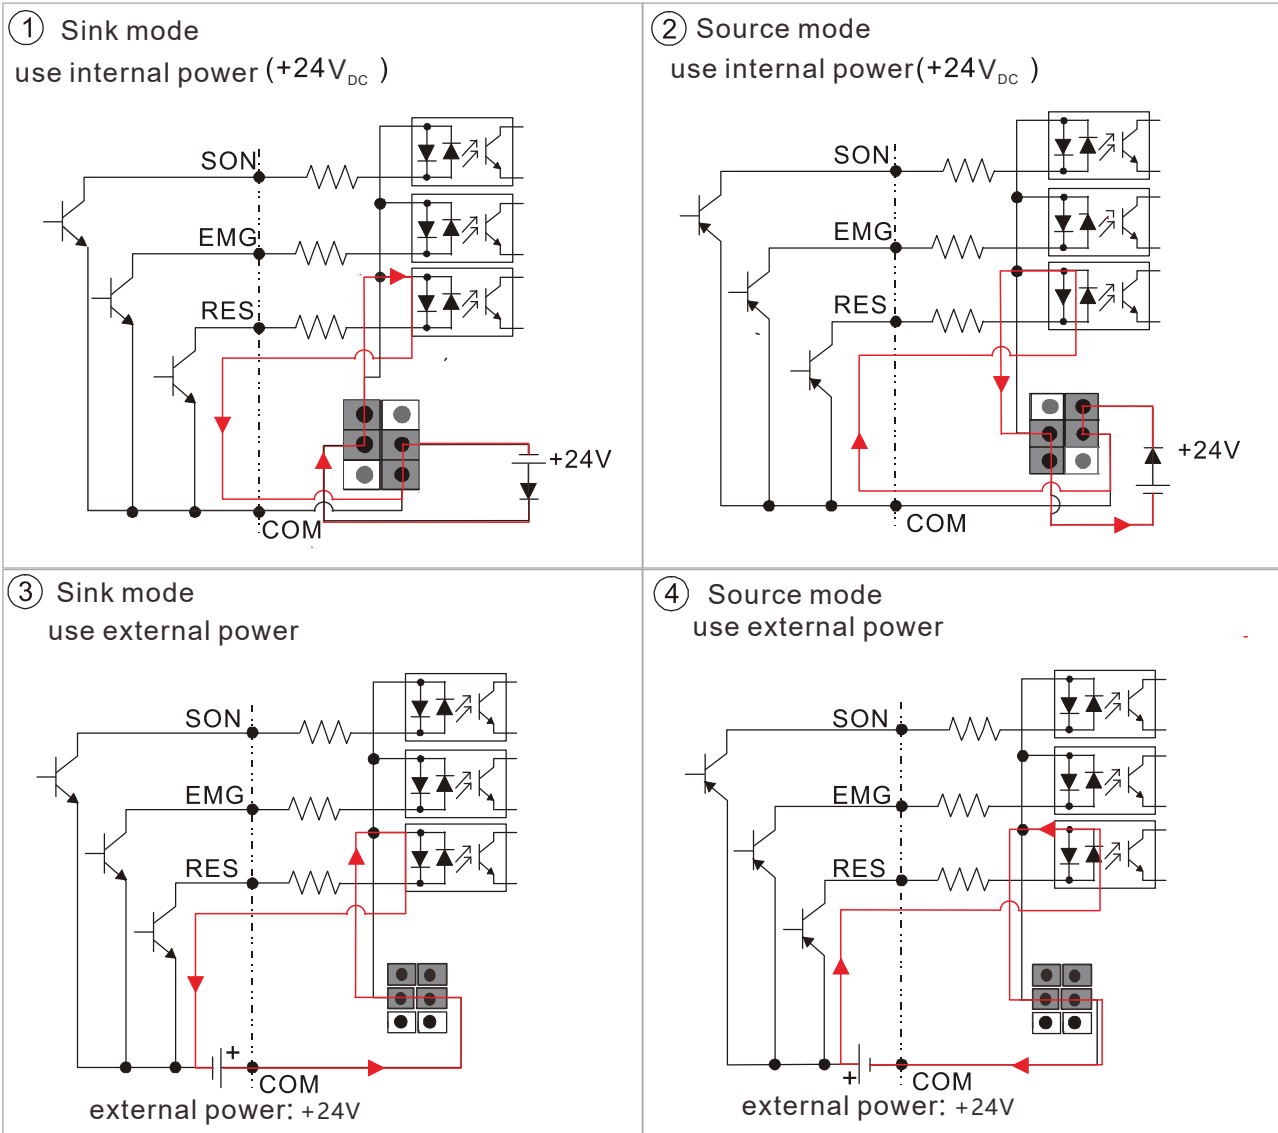 1 Sink mode
use internal power (+24VDC )
SON
EMG
RES
+24V
COM
2 Source mode
use internal power(+24VDC )
SON
EMG
RES
+24V
COM
3 Sink mode
use external power
SON
EMG
RES
+
COM
external power: +24V
4 Source mode
use external power
SON
EMG
RES
+
COM
external power: +24V